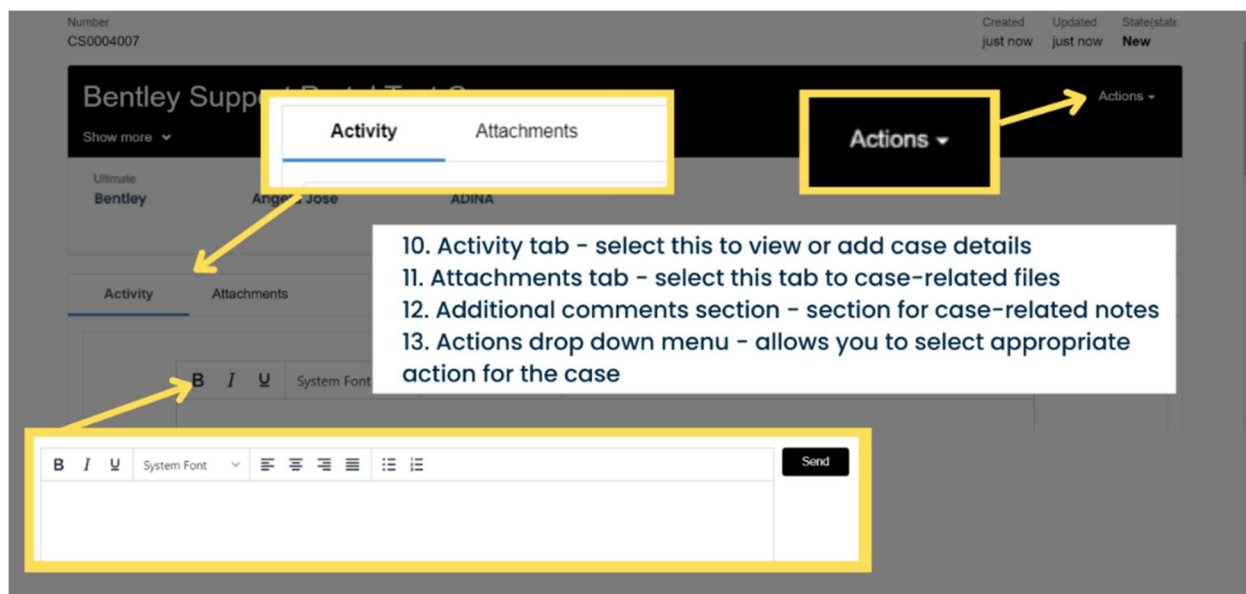 Number
CS0004007
Created Updated State(state
just now just now New
Bentley Supp
Actions
Show more
Activity Attachments
Actions
Ultimate
Bentley
Angela Jose
ADINA
10. Activity tab - select this to view or add case details
11. Attachments tab - select this tab to case-related files
12. Additional comments section - section for case-related notes
13. Actions drop down menu - allows you to select appropriate
action for the case
Activity Attachments
B I U System Font
B I U System Font
Send